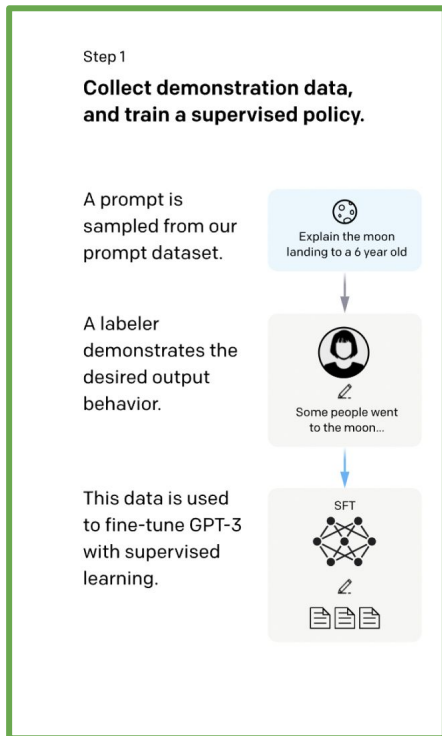 Step 1
Collect demonstration data,
and train a supervised policy.
A prompt is
sampled from our
prompt dataset.
Explain the moon
landing to a 6 year old
A labeler
demonstrates the
desired output
behavior.
Some people went
to the moon...
This data is used
to fine-tune GPT-3
with supervised
learning.
SFT